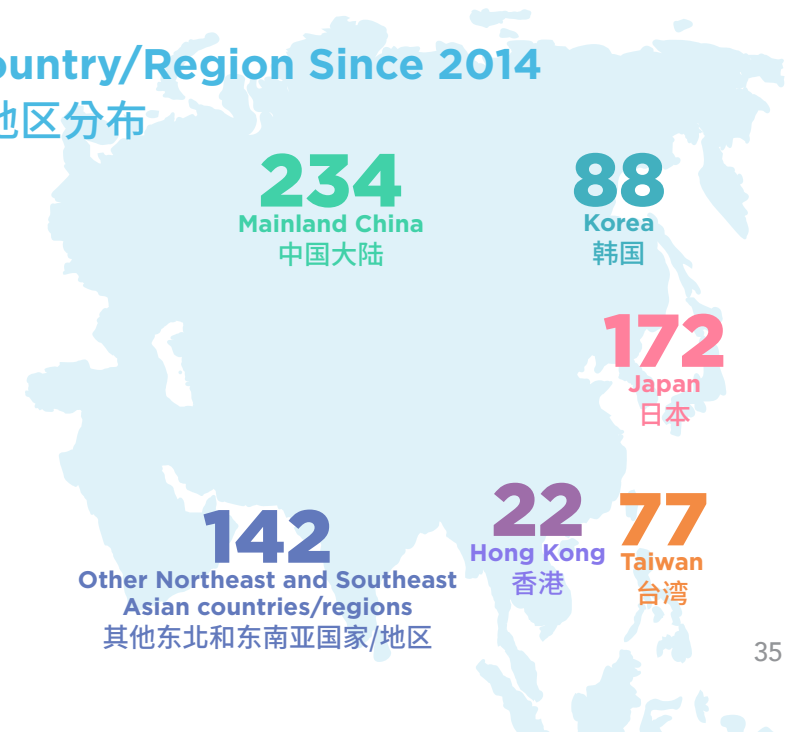 Country/Region Since 2014
地区分布
234
Mainland China
中国大陆
88
Korea
韩国
172
Japan
日本
22
Hong Kong
香港
77
Taiwan
台湾
142
Other Northeast and Southeast
Asian countries/regions
其他东北和东南亚国家/地区
35